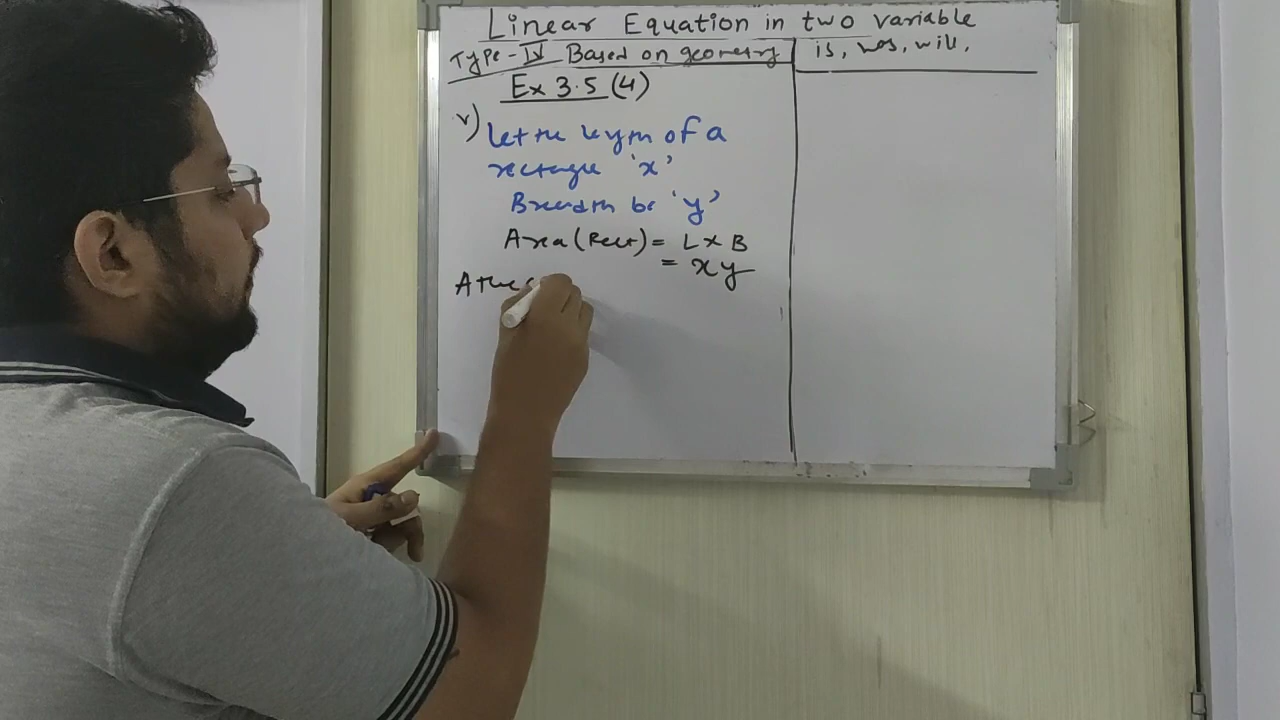 Linear Equation in two variable
Type-IV Based on geometry
is, has, will,
Ex 3.5 (4)
v) Let the length of a
rectangle 'x'
Breadth be 'y'
Area (Rect) = L x B
= xy